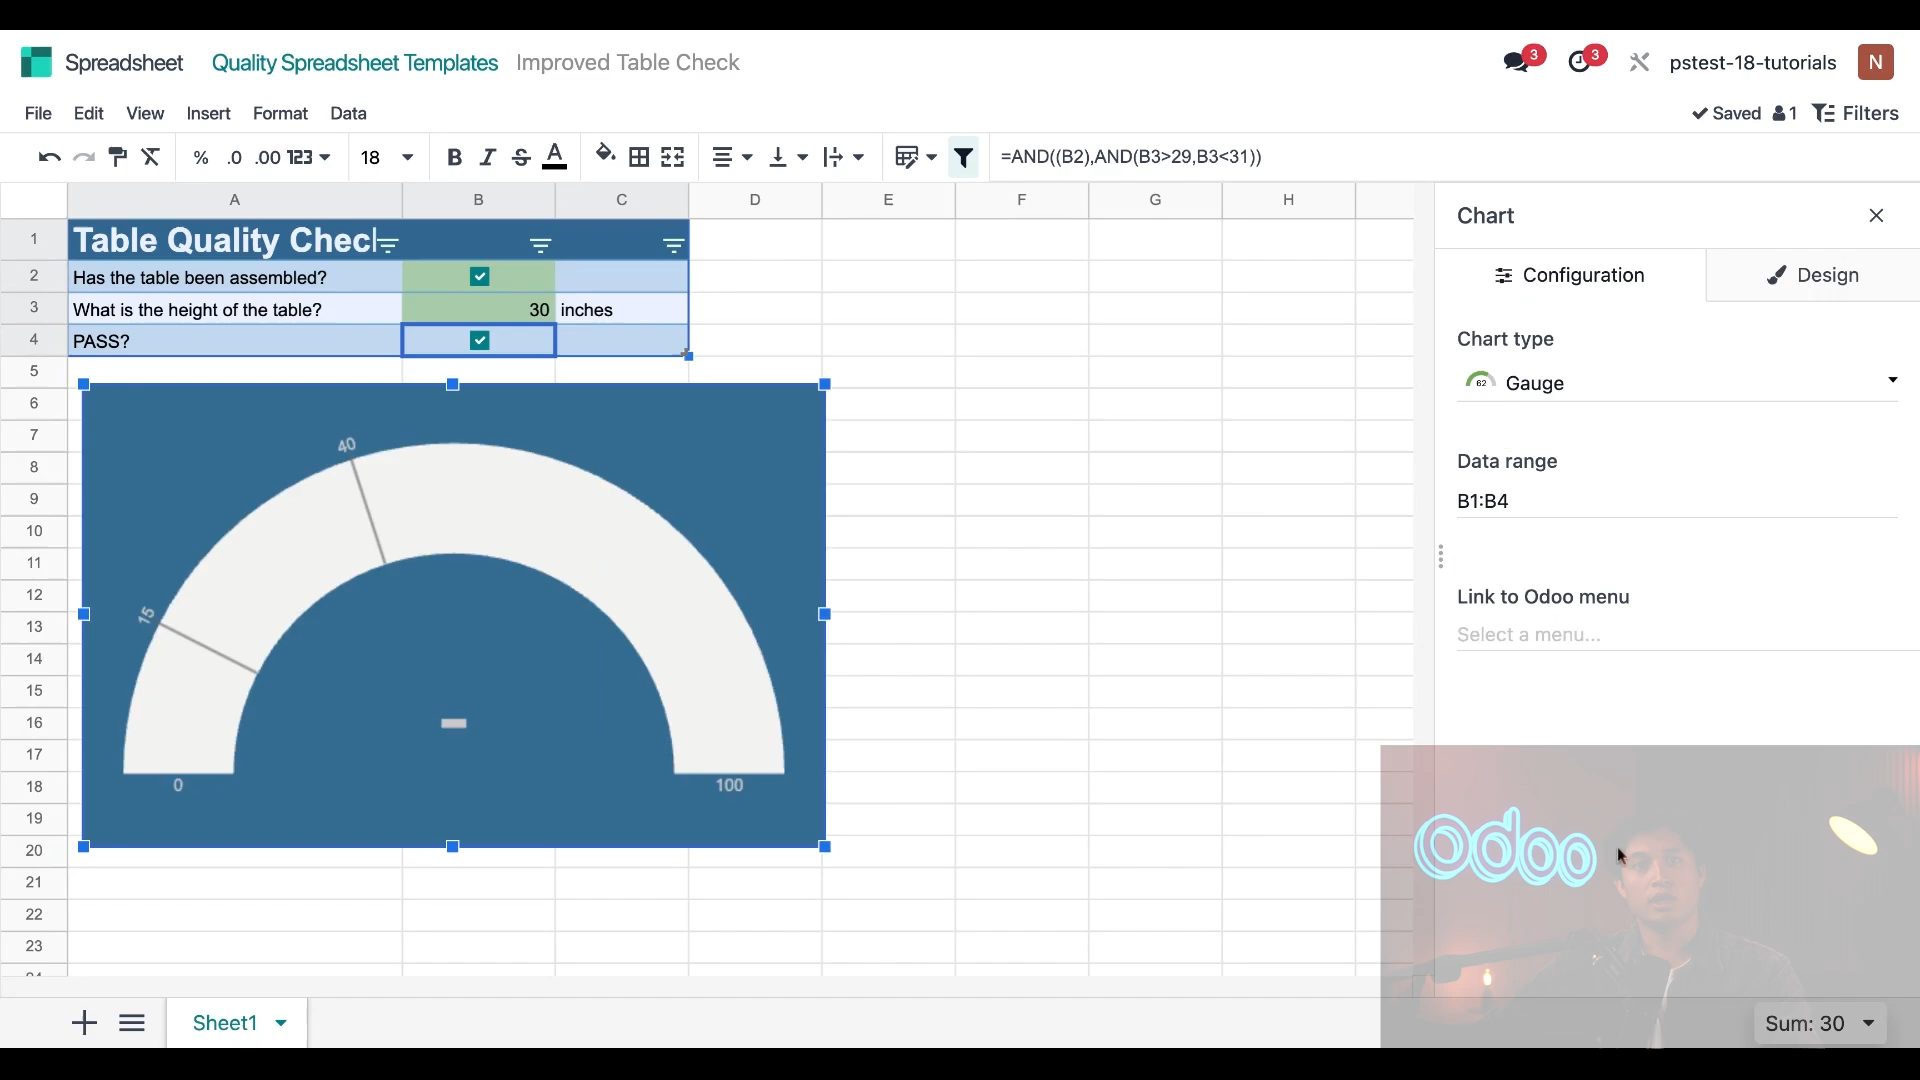 Spreadsheet Quality Spreadsheet Templates Improved Table Check 3 3 pstest-18-tutorials N
File Edit View Insert Format Data Saved 1 Filters
% .0 .00 123 18 B I S A =AND((B2),AND(B3>29,B3<31))
A B C D E F G H
1 Table Quality Chec
2 Has the table been assembled?
3 What is the height of the table? 30 inches
4 PASS?
5
6
7
8
9
10
11
12
13
14
15
16
17
18
19
20
21
22
23
24
40
15
0 100
Chart
Configuration Design
Chart type
62 Gauge
Data range
B1:B4
Link to Odoo menu
Select a menu...
odoo
Sheet1 Sum: 30